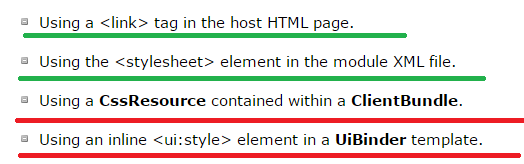 Using a <link> tag in the host HTML page.
Using the <stylesheet> element in the module XML file.
Using a CssResource contained within a ClientBundle.
Using an inline <ui:style> element in a UiBinder template.